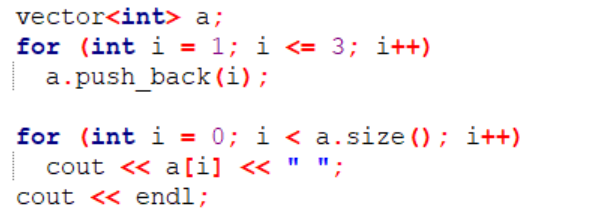 vector<int> a;
for (int i = 1; i <= 3; i++)
  a.push_back(i);
for (int i = 0; i < a.size(); i++)
  cout << a[i] << " ";
cout << endl;